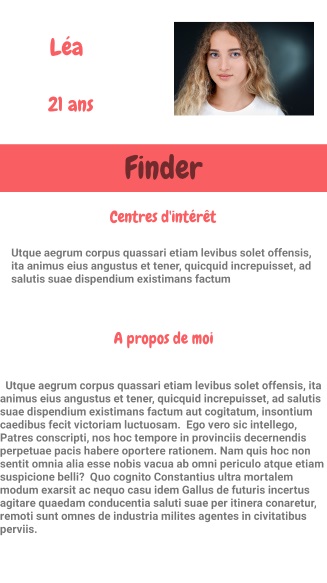 Léa
21 ans
Finder
Centres d'intérêt
Utque aegrum corpus quassari etiam levibus solet offensis,
ita animus eius angustus et tener, quicquid increpuisset, ad
salutis suae dispendium existimans factum
A propos de moi
Utque aegrum corpus quassari etiam levibus solet offensis, ita
animus eius angustus et tener, quicquid increpuisset, ad salutis
suae dispendium existimans factum aut cogitatum, insontium
caedibus fecit victoriam luctuosam. Ego vero sic intellego,
Patres conscripti, nos hoc tempore in provinciis decernendis
perpetuae pacis habere oportere rationem. Nam quis hoc non
sentit omnia alia esse nobis vacua ab omni periculo atque etiam
suspicione belli? Quo cognito Constantius ultra mortalem
modum exarsit ac nequo casu idem Gallus de futuris incertus
agitare quaedam conducentia saluti suae per itinera conaretur,
remoti sunt omnes de industria milites agentes in civitatibus
perviis.